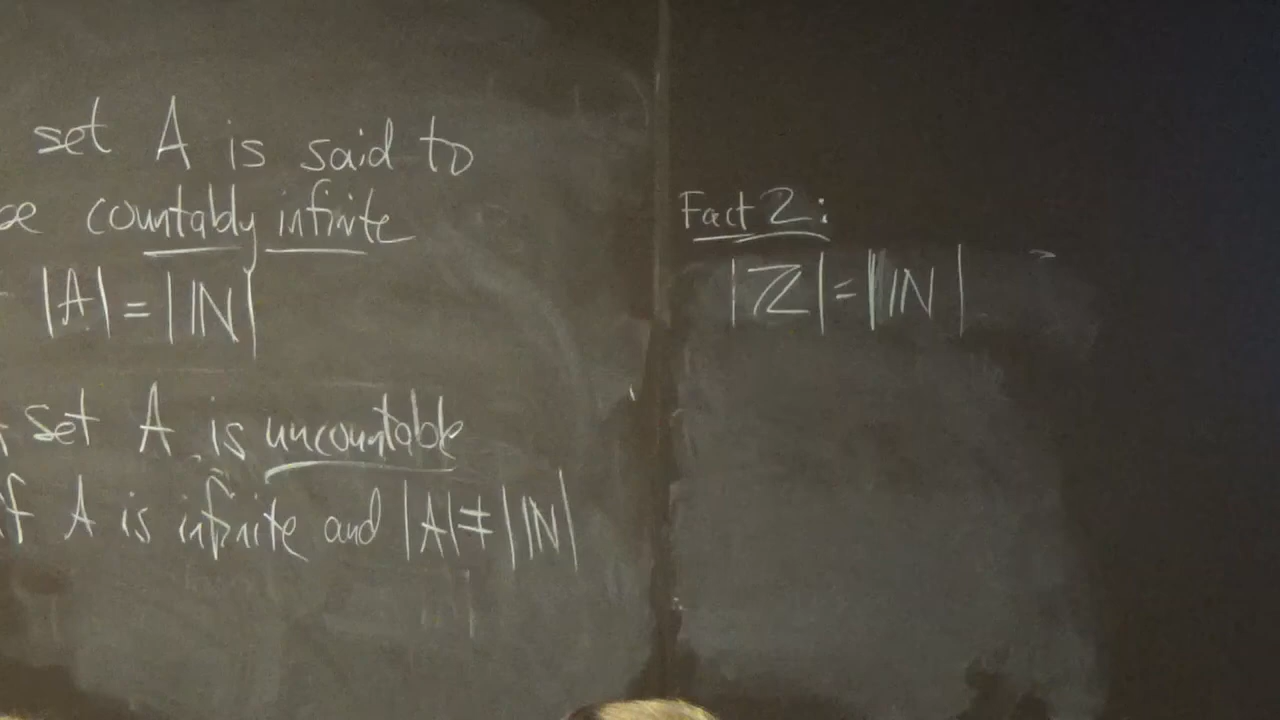 set A is said to
countably infinite
|A| = |ℕ|
set A is uncountable
A is infinite and |A| ≠ |ℕ|
Fact 2:
|ℤ| = |ℕ|